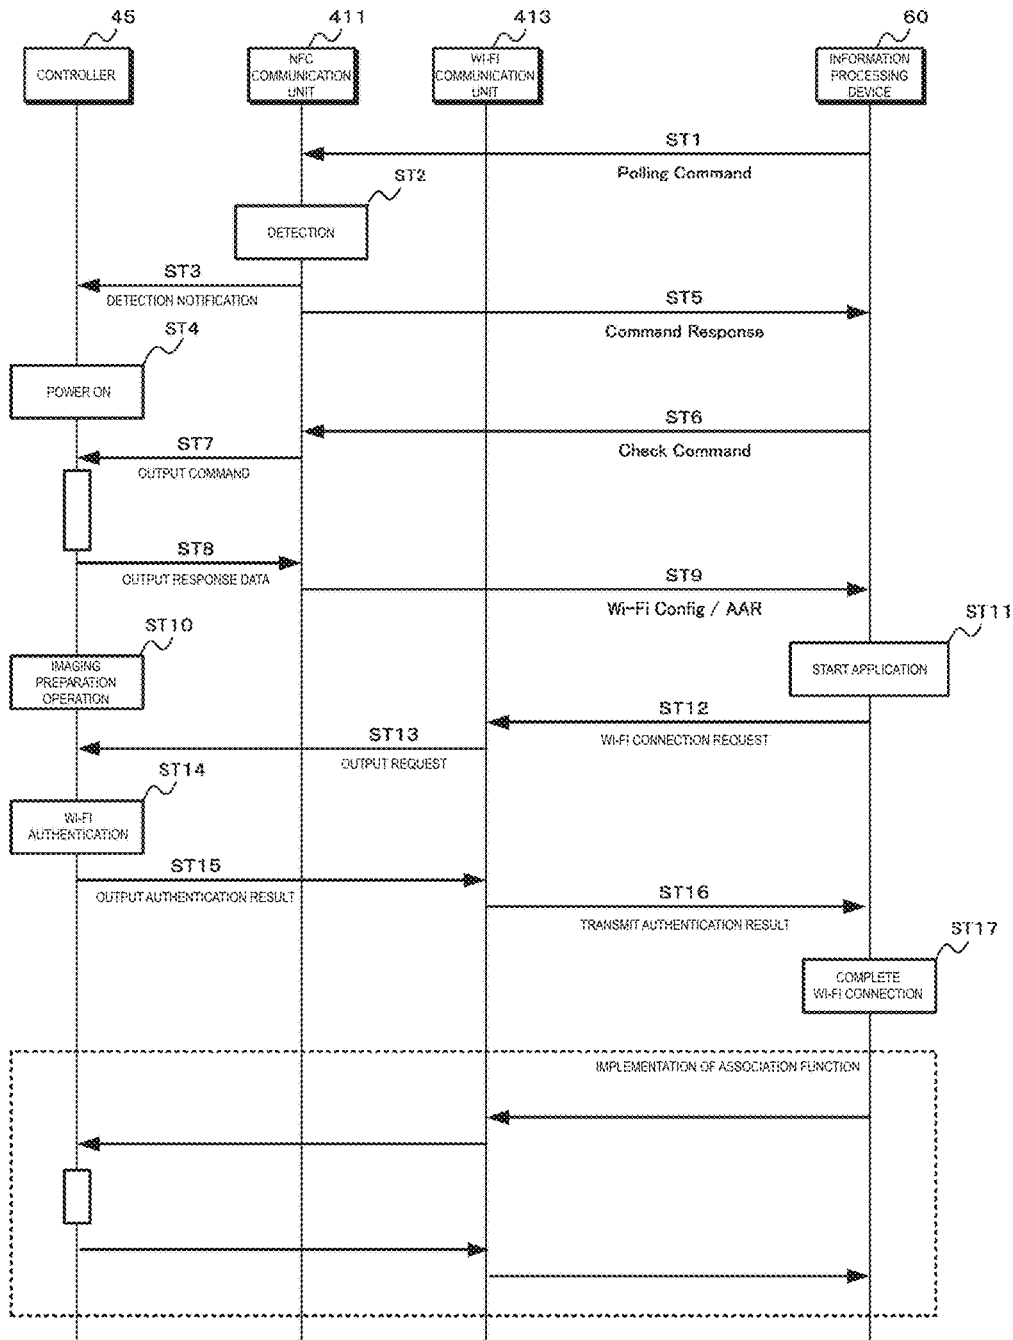 45
411
413
60
CONTROLLER
NFC
COMMUNICATION
UNIT
WI-FI
COMMUNICATION
UNIT
INFORMATION
PROCESSING
DEVICE
ST1
Polling Command
ST2
DETECTION
ST3
DETECTION NOTIFICATION
ST5
Command Response
ST4
POWER ON
ST6
Check Command
ST7
OUTPUT COMMAND
ST8
OUTPUT RESPONSE DATA
ST9
Wi-Fi Config / AAR
ST10
IMAGING
PREPARATION
OPERATION
ST11
START APPLICATION
ST12
WI-FI CONNECTION REQUEST
ST13
OUTPUT REQUEST
ST14
WI-FI
AUTHENTICATION
ST15
OUTPUT AUTHENTICATION RESULT
ST16
TRANSMIT AUTHENTICATION RESULT
ST17
COMPLETE
WI-FI CONNECTION
IMPLEMENTATION OF ASSOCIATION FUNCTION